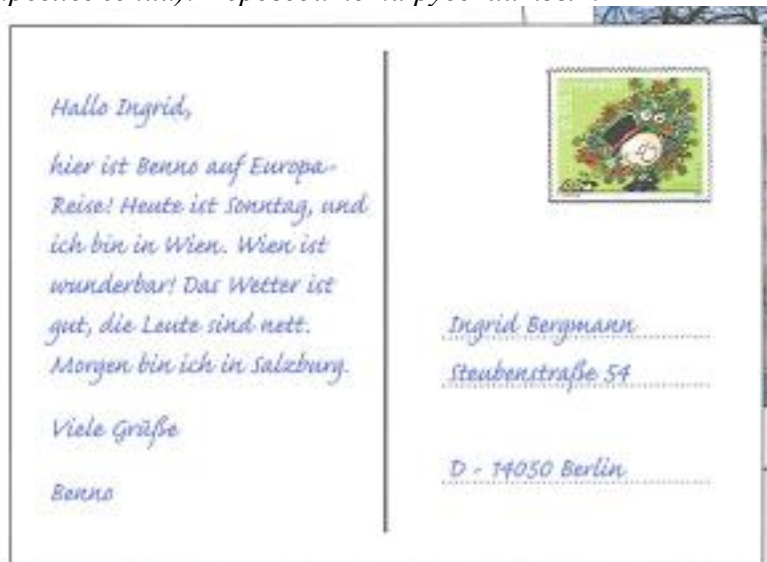 Hallo Ingrid,
hier ist Benno auf Europa-
Reise! Heute ist Sonntag, und
ich bin in Wien. Wien ist
wunderbar! Das Wetter ist
gut, die Leute sind nett.
Morgen bin ich in Salzburg.
Viele Grüße
Benno
Ingrid Bergmann
Steubenstraße 54
D - 14050 Berlin